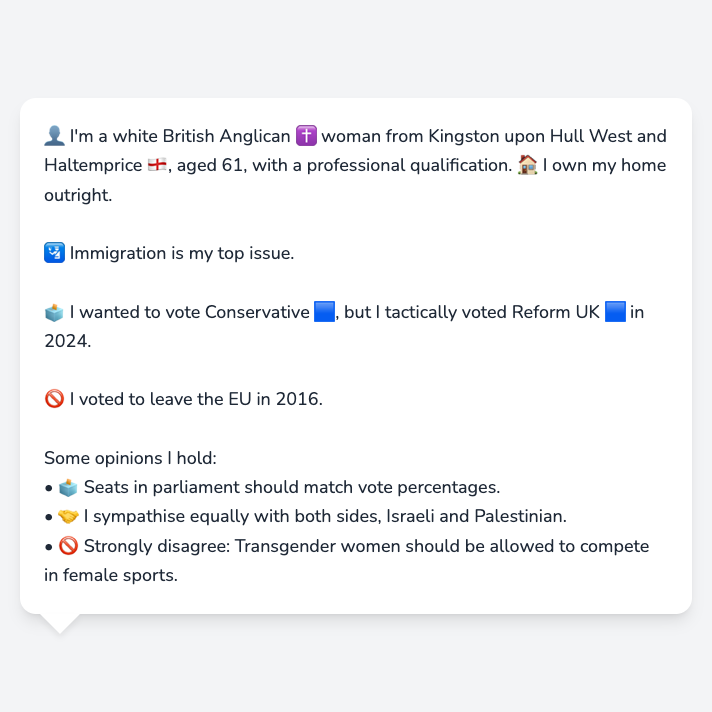 👤 I'm a white British Anglican ✝️ woman from Kingston upon Hull West and
Haltemprice 🏴󠁧󠁢󠁥󠁮󠁧󠁿, aged 61, with a professional qualification. 🏠 I own my home
outright.
🛂 Immigration is my top issue.
🗳️ I wanted to vote Conservative 🟦, but I tactically voted Reform UK 🟦 in
2024.
🚫 I voted to leave the EU in 2016.
Some opinions I hold:
• 🗳️ Seats in parliament should match vote percentages.
• 🤝 I sympathise equally with both sides, Israeli and Palestinian.
• 🚫 Strongly disagree: Transgender women should be allowed to compete
in female sports.